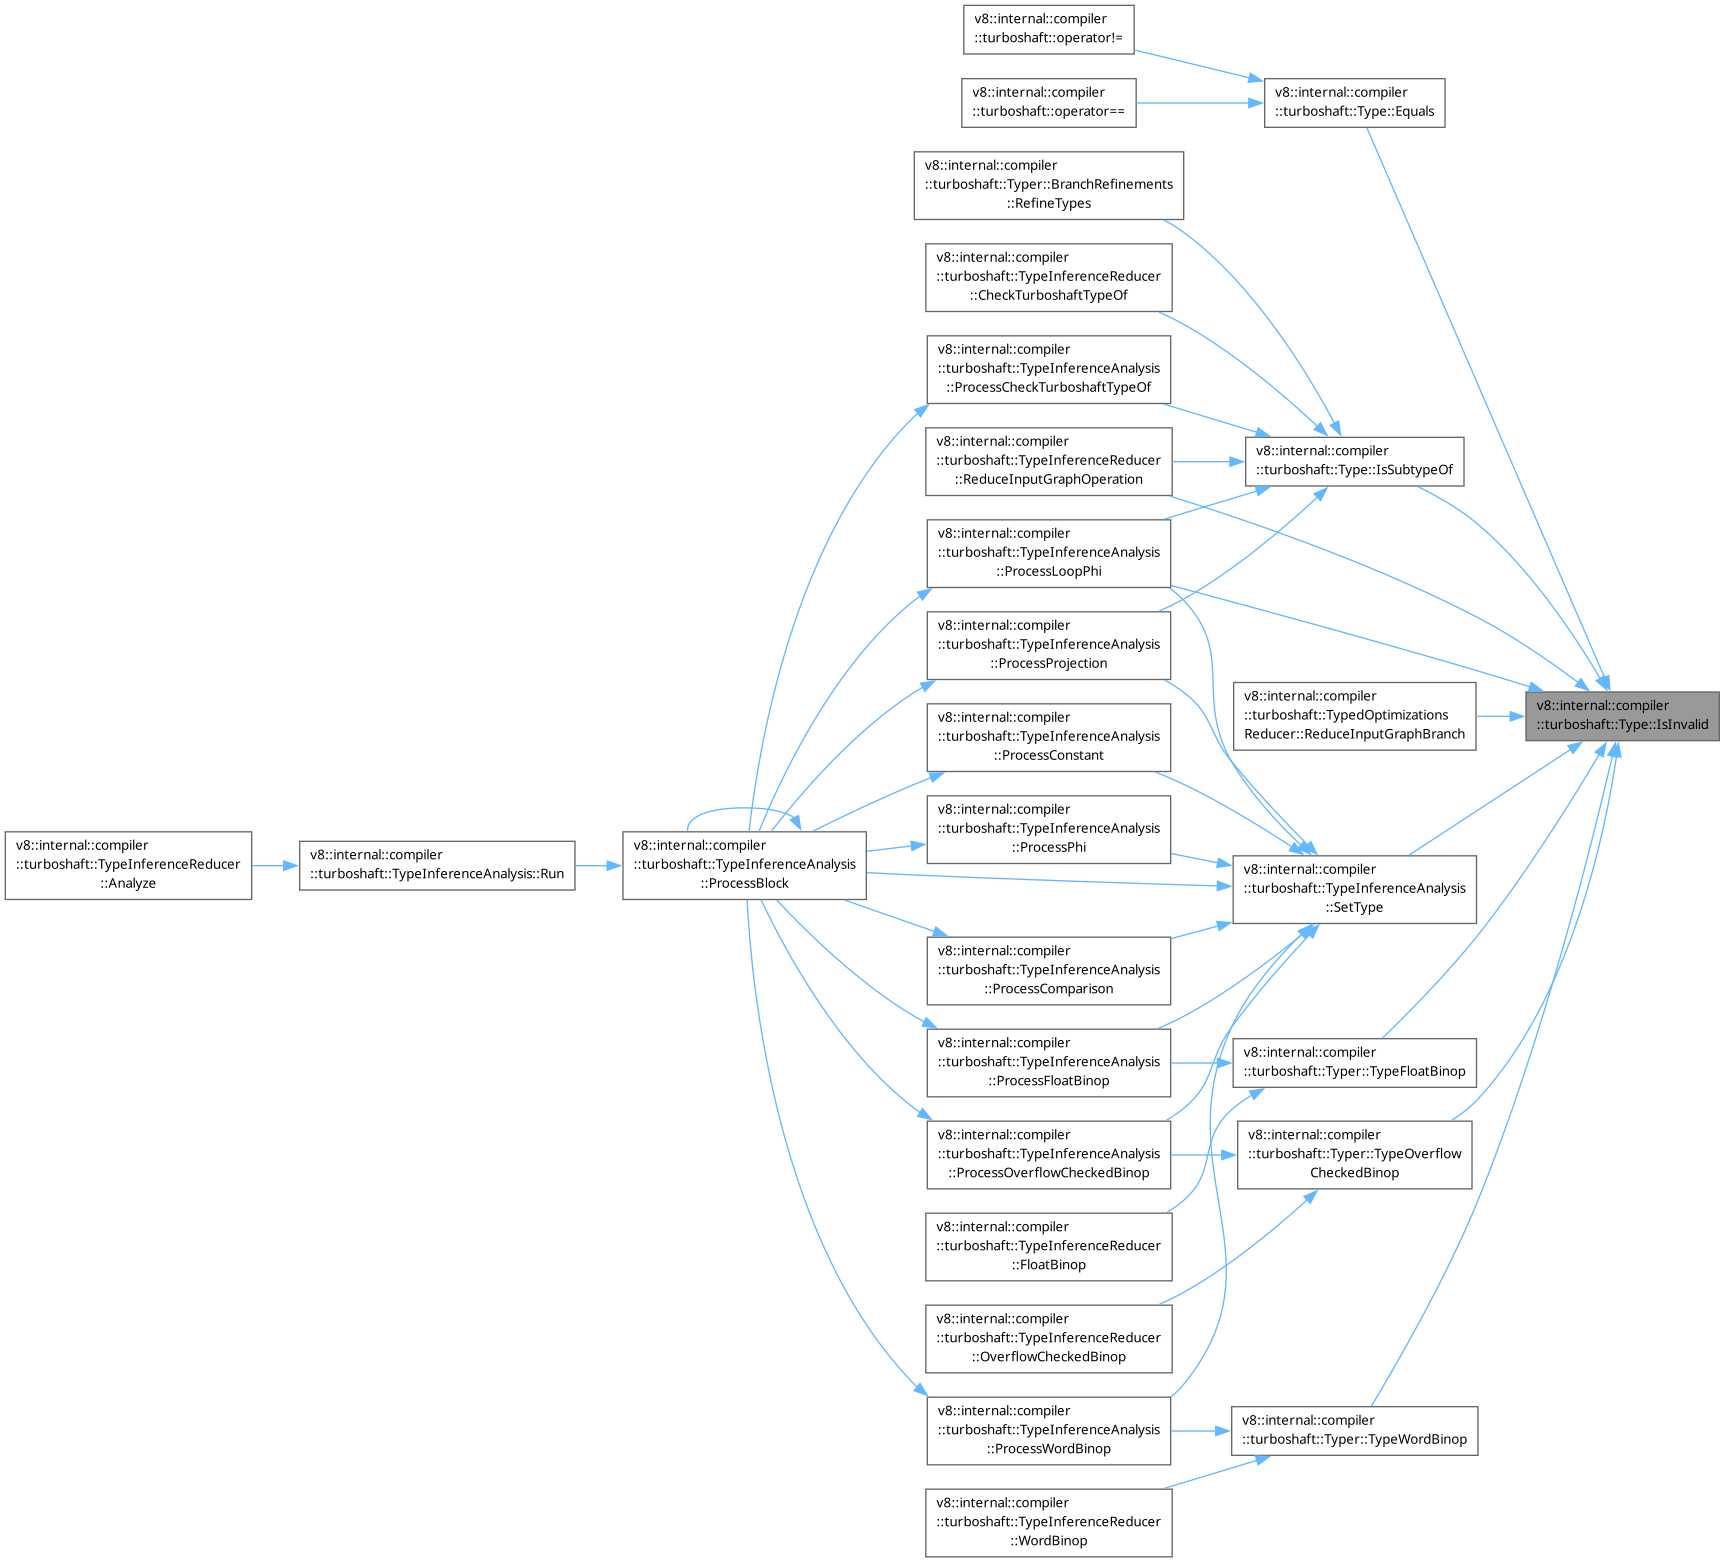 v8::internal::compiler
::turboshaft::operator!=
v8::internal::compiler
::turboshaft::operator==
v8::internal::compiler
::turboshaft::Type::Equals
v8::internal::compiler
::turboshaft::Typer::BranchRefinements
::RefineTypes
v8::internal::compiler
::turboshaft::TypeInferenceReducer
::CheckTurboshaftTypeOf
v8::internal::compiler
::turboshaft::TypeInferenceAnalysis
::ProcessCheckTurboshaftTypeOf
v8::internal::compiler
::turboshaft::TypeInferenceReducer
::ReduceInputGraphOperation
v8::internal::compiler
::turboshaft::Type::IsSubtypeOf
v8::internal::compiler
::turboshaft::TypeInferenceAnalysis
::ProcessLoopPhi
v8::internal::compiler
::turboshaft::TypeInferenceAnalysis
::ProcessProjection
v8::internal::compiler
::turboshaft::TypedOptimizations
Reducer::ReduceInputGraphBranch
v8::internal::compiler
::turboshaft::Type::IsInvalid
v8::internal::compiler
::turboshaft::TypeInferenceAnalysis
::ProcessConstant
v8::internal::compiler
::turboshaft::TypeInferenceAnalysis
::ProcessPhi
v8::internal::compiler
::turboshaft::TypeInferenceReducer
::Analyze
v8::internal::compiler
::turboshaft::TypeInferenceAnalysis::Run
v8::internal::compiler
::turboshaft::TypeInferenceAnalysis
::ProcessBlock
v8::internal::compiler
::turboshaft::TypeInferenceAnalysis
::SetType
v8::internal::compiler
::turboshaft::TypeInferenceAnalysis
::ProcessComparison
v8::internal::compiler
::turboshaft::TypeInferenceAnalysis
::ProcessFloatBinop
v8::internal::compiler
::turboshaft::Typer::TypeFloatBinop
v8::internal::compiler
::turboshaft::TypeInferenceAnalysis
::ProcessOverflowCheckedBinop
v8::internal::compiler
::turboshaft::Typer::TypeOverflow
CheckedBinop
v8::internal::compiler
::turboshaft::TypeInferenceReducer
::FloatBinop
v8::internal::compiler
::turboshaft::TypeInferenceReducer
::OverflowCheckedBinop
v8::internal::compiler
::turboshaft::TypeInferenceAnalysis
::ProcessWordBinop
v8::internal::compiler
::turboshaft::Typer::TypeWordBinop
v8::internal::compiler
::turboshaft::TypeInferenceReducer
::WordBinop